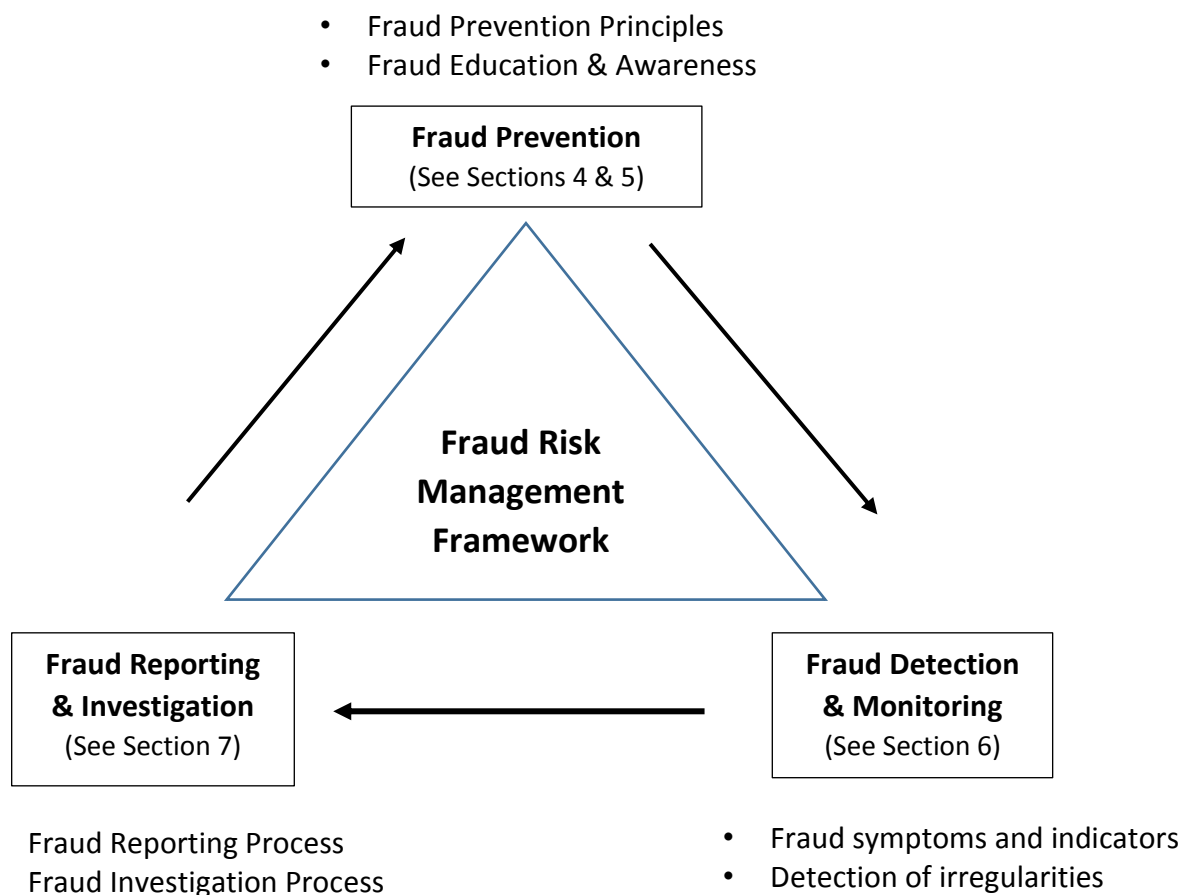 • Fraud Prevention Principles
• Fraud Education & Awareness
Fraud Prevention
(See Sections 4 & 5)
Fraud Risk
Management
Framework
Fraud Reporting
& Investigation
(See Section 7)
Fraud Detection
& Monitoring
(See Section 6)
Fraud Reporting Process
Fraud Investigation Process
• Fraud symptoms and indicators
• Detection of irregularities